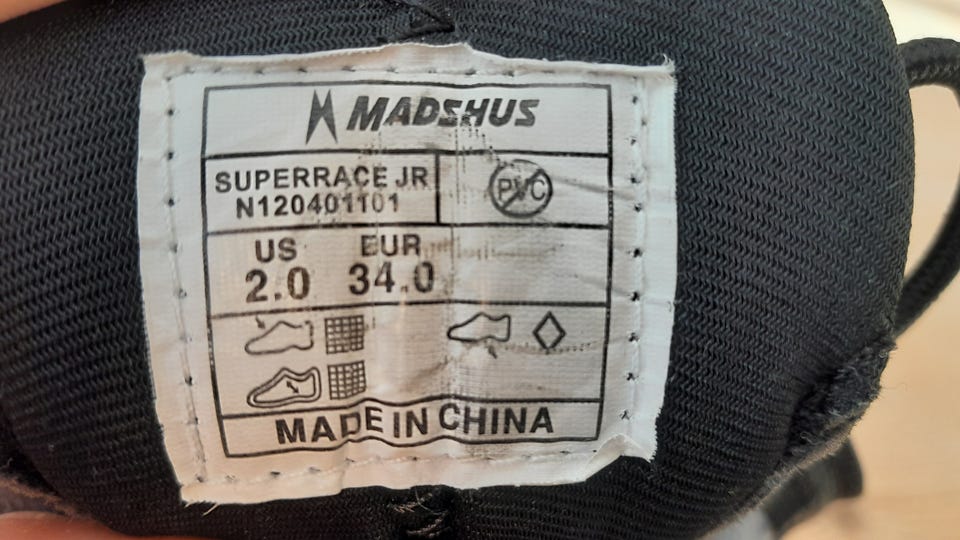 MADSHUS
SUPERRACE JR
N120401101
PVC
US EUR
2.0 34.0
MADE IN CHINA